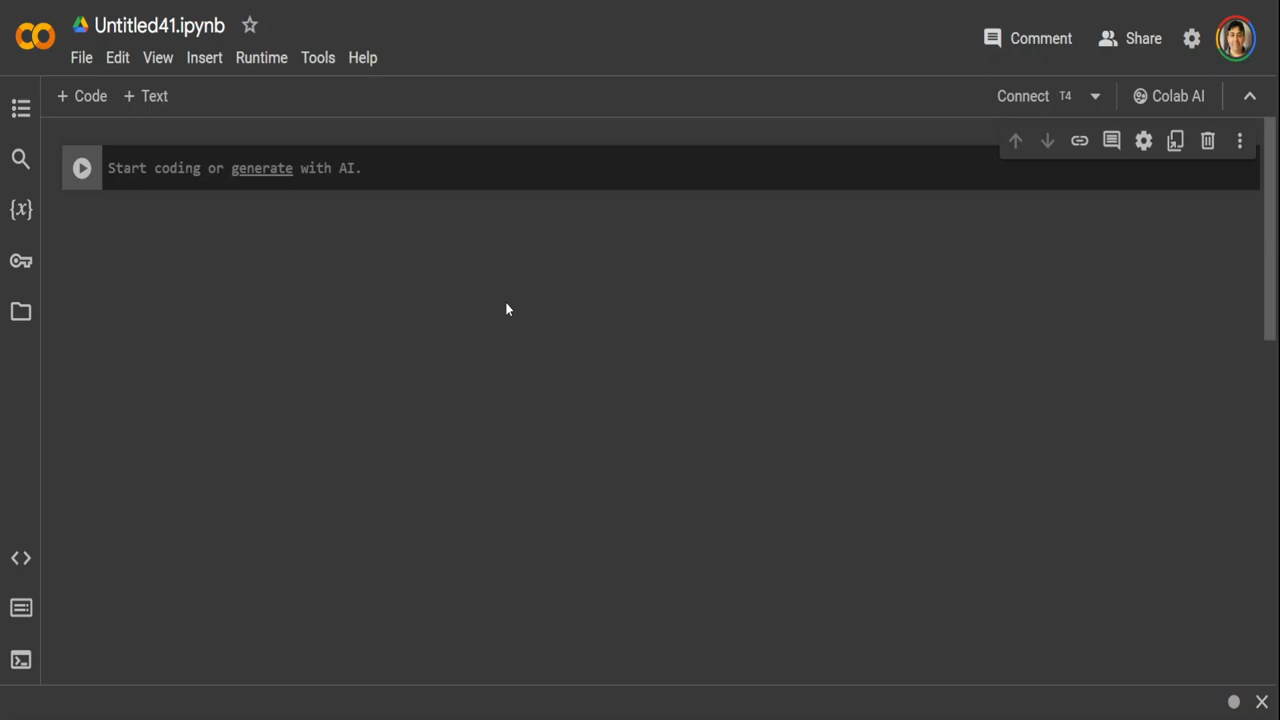 Untitled41.ipynb
Comment
Share
File Edit View Insert Runtime Tools Help
+ Code + Text
Connect T4
Colab AI
{x}
Start coding or generate with AI.